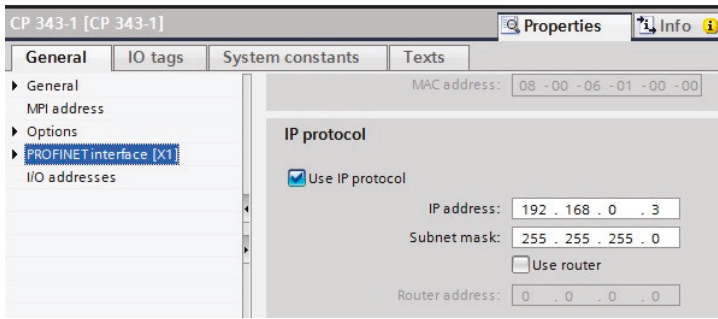 CP 343-1 [CP 343-1]
Properties
Info
General
IO tags
System constants
Texts
General
MPI address
Options
PROFINET interface [X1]
I/O addresses
MAC address: 08 -00 -06 -01 -00 -00
IP protocol
Use IP protocol
IP address: 192 . 168 . 0 . 3
Subnet mask: 255 . 255 . 255 . 0
Use router
Router address: 0 . 0 . 0 . 0